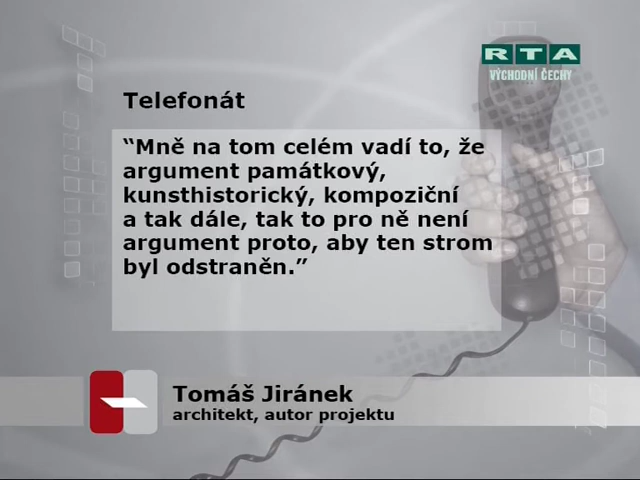 RTA
VÝCHODNÍ ČECHY
Telefonát
“Mně na tom celém vadí to, že
argument památkový,
kunsthistorický, kompoziční
a tak dále, tak to pro ně není
argument proto, aby ten strom
byl odstraněn.”
Tomáš Jiránek
architekt, autor projektu